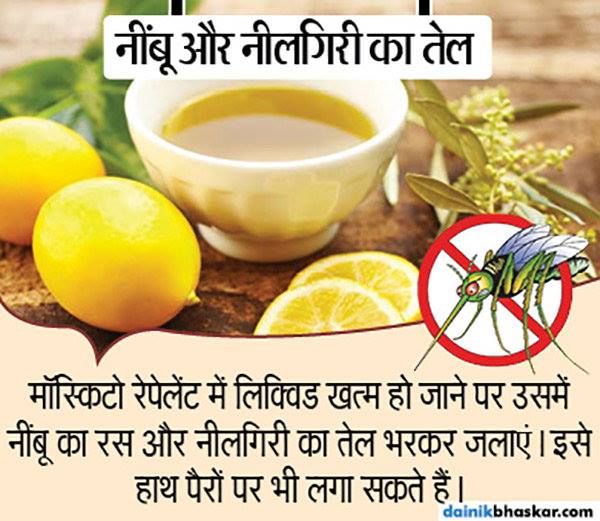 नींबू और नीलगिरी का तेल
मॉस्किटो रेपेलेंट में लिक्विड खत्म हो जाने पर उसमें
नींबू का रस और नीलगिरी का तेल भरकर जलाएं। इसे
हाथ पैरों पर भी लगा सकते हैं।
dainikbhaskar.com